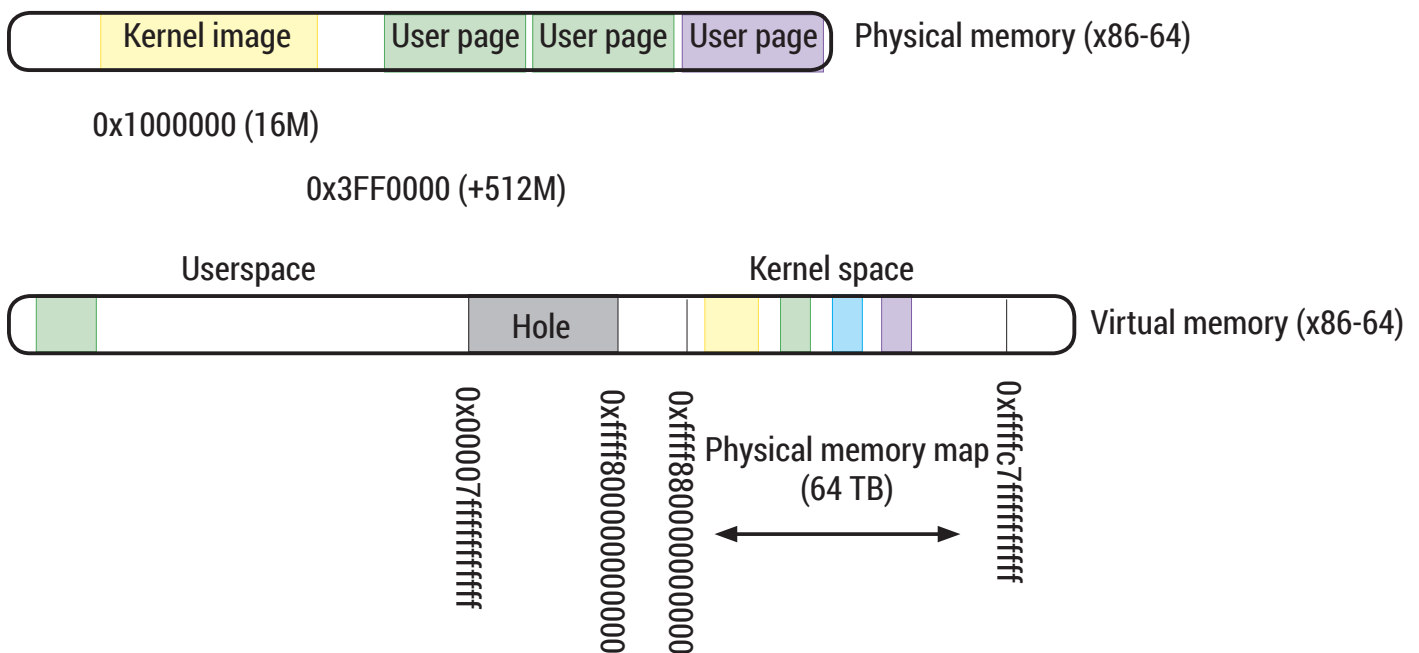 Kernel image
User page
User page
User page
Physical memory (x86-64)
0x1000000 (16M)
0x3FF0000 (+512M)
Userspace
Kernel space
Hole
Virtual memory (x86-64)
0x00007fffffffffff
0xffff800000000000
0xffff880000000000
Physical memory map
(64 TB)
0xffffc7ffffffffff